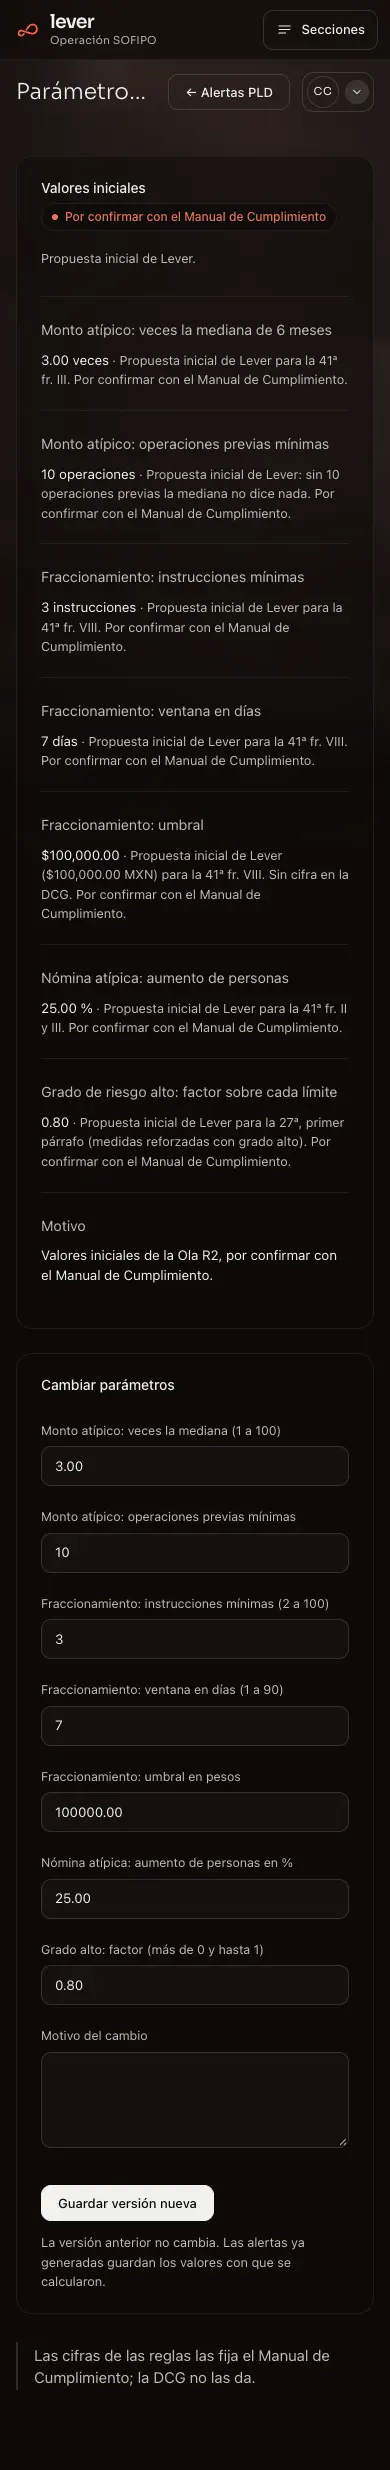 lever
Operación SOFIPO
Secciones
Parámetro...
← Alertas PLD
CC
Valores iniciales
Por confirmar con el Manual de Cumplimiento
Propuesta inicial de Lever.
Monto atípico: veces la mediana de 6 meses
3.00 veces · Propuesta inicial de Lever para la 41ª
fr. III. Por confirmar con el Manual de Cumplimiento.
Monto atípico: operaciones previas mínimas
10 operaciones · Propuesta inicial de Lever: sin 10
operaciones previas la mediana no dice nada. Por
confirmar con el Manual de Cumplimiento.
Fraccionamiento: instrucciones mínimas
3 instrucciones · Propuesta inicial de Lever para la
41ª fr. VIII. Por confirmar con el Manual de
Cumplimiento.
Fraccionamiento: ventana en días
7 días · Propuesta inicial de Lever para la 41ª fr. VIII.
Por confirmar con el Manual de Cumplimiento.
Fraccionamiento: umbral
$100,000.00 · Propuesta inicial de Lever
($100,000.00 MXN) para la 41ª fr. VIII. Sin cifra en la
DCG. Por confirmar con el Manual de
Cumplimiento.
Nómina atípica: aumento de personas
25.00 % · Propuesta inicial de Lever para la 41ª fr. II
y III. Por confirmar con el Manual de Cumplimiento.
Grado de riesgo alto: factor sobre cada límite
0.80 · Propuesta inicial de Lever para la 27ª, primer
párrafo (medidas reforzadas con grado alto). Por
confirmar con el Manual de Cumplimiento.
Motivo
Valores iniciales de la Ola R2, por confirmar con
el Manual de Cumplimiento.
Cambiar parámetros
Monto atípico: veces la mediana (1 a 100)
3.00
Monto atípico: operaciones previas mínimas
10
Fraccionamiento: instrucciones mínimas (2 a 100)
3
Fraccionamiento: ventana en días (1 a 90)
7
Fraccionamiento: umbral en pesos
100000.00
Nómina atípica: aumento de personas en %
25.00
Grado alto: factor (más de 0 y hasta 1)
0.80
Motivo del cambio
Guardar versión nueva
La versión anterior no cambia. Las alertas ya
generadas guardan los valores con que se
calcularon.
Las cifras de las reglas las fija el Manual de
Cumplimiento; la DCG no las da.